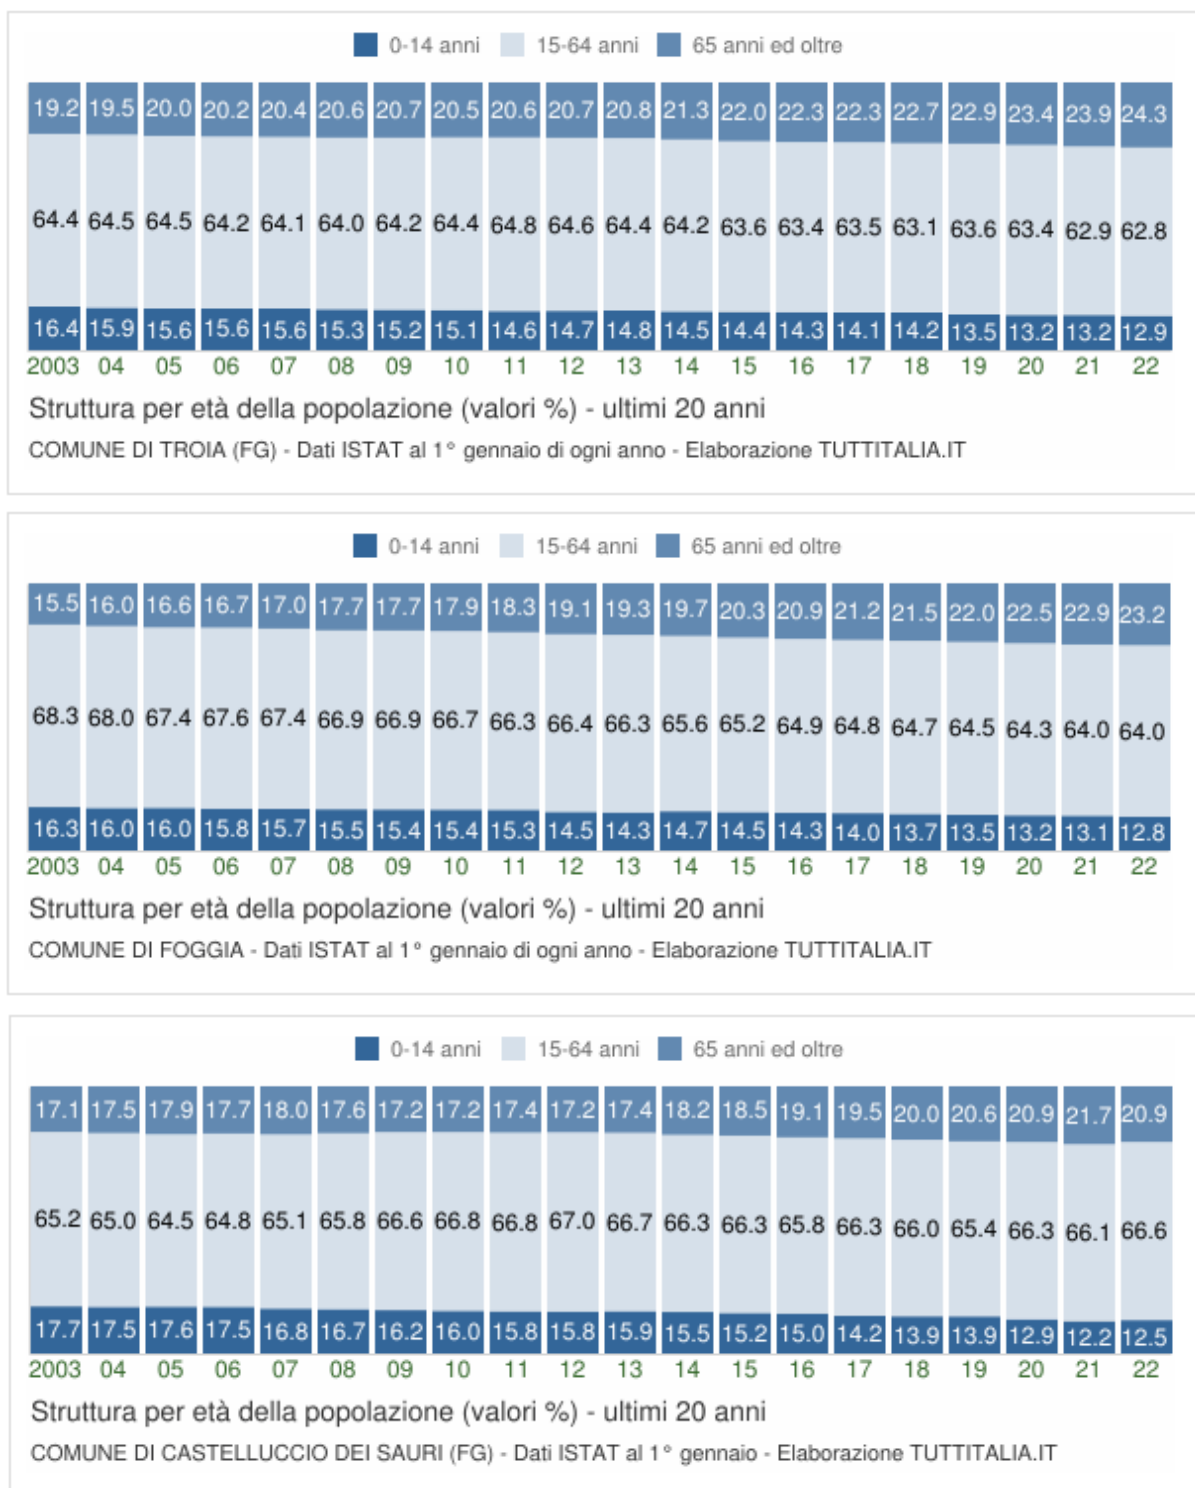 0-14 anni 15-64 anni 65 anni ed oltre
19.2 19.5 20.0 20.2 20.4 20.6 20.7 20.5 20.6 20.7 20.8 21.3 22.0 22.3 22.3 22.7 22.9 23.4 23.9 24.3
64.4 64.5 64.5 64.2 64.1 64.0 64.2 64.4 64.8 64.6 64.4 64.2 63.6 63.4 63.5 63.1 63.6 63.4 62.9 62.8
16.4 15.9 15.6 15.6 15.6 15.3 15.2 15.1 14.6 14.7 14.8 14.5 14.4 14.3 14.1 14.2 13.5 13.2 13.2 12.9
2003 04 05 06 07 08 09 10 11 12 13 14 15 16 17 18 19 20 21 22
Struttura per età della popolazione (valori %) - ultimi 20 anni
COMUNE DI TROIA (FG) - Dati ISTAT al 1° gennaio di ogni anno - Elaborazione TUTTITALIA.IT
0-14 anni 15-64 anni 65 anni ed oltre
15.5 16.0 16.6 16.7 17.0 17.7 17.7 17.9 18.3 19.1 19.3 19.7 20.3 20.9 21.2 21.5 22.0 22.5 22.9 23.2
68.3 68.0 67.4 67.6 67.4 66.9 66.9 66.7 66.3 66.4 66.3 65.6 65.2 64.9 64.8 64.7 64.5 64.3 64.0 64.0
16.3 16.0 16.0 15.8 15.7 15.5 15.4 15.4 15.3 14.5 14.3 14.7 14.5 14.3 14.0 13.7 13.5 13.2 13.1 12.8
2003 04 05 06 07 08 09 10 11 12 13 14 15 16 17 18 19 20 21 22
Struttura per età della popolazione (valori %) - ultimi 20 anni
COMUNE DI FOGGIA - Dati ISTAT al 1° gennaio di ogni anno - Elaborazione TUTTITALIA.IT
0-14 anni 15-64 anni 65 anni ed oltre
17.1 17.5 17.9 17.7 18.0 17.6 17.2 17.2 17.4 17.2 17.4 18.2 18.5 19.1 19.5 20.0 20.6 20.9 21.7 20.9
65.2 65.0 64.5 64.8 65.1 65.8 66.6 66.8 66.8 67.0 66.7 66.3 66.3 65.8 66.3 66.0 65.4 66.3 66.1 66.6
17.7 17.5 17.6 17.5 16.8 16.7 16.2 16.0 15.8 15.8 15.9 15.5 15.2 15.0 14.2 13.9 13.9 12.9 12.2 12.5
2003 04 05 06 07 08 09 10 11 12 13 14 15 16 17 18 19 20 21 22
Struttura per età della popolazione (valori %) - ultimi 20 anni
COMUNE DI CASTELLUCCIO DEI SAURI (FG) - Dati ISTAT al 1° gennaio - Elaborazione TUTTITALIA.IT